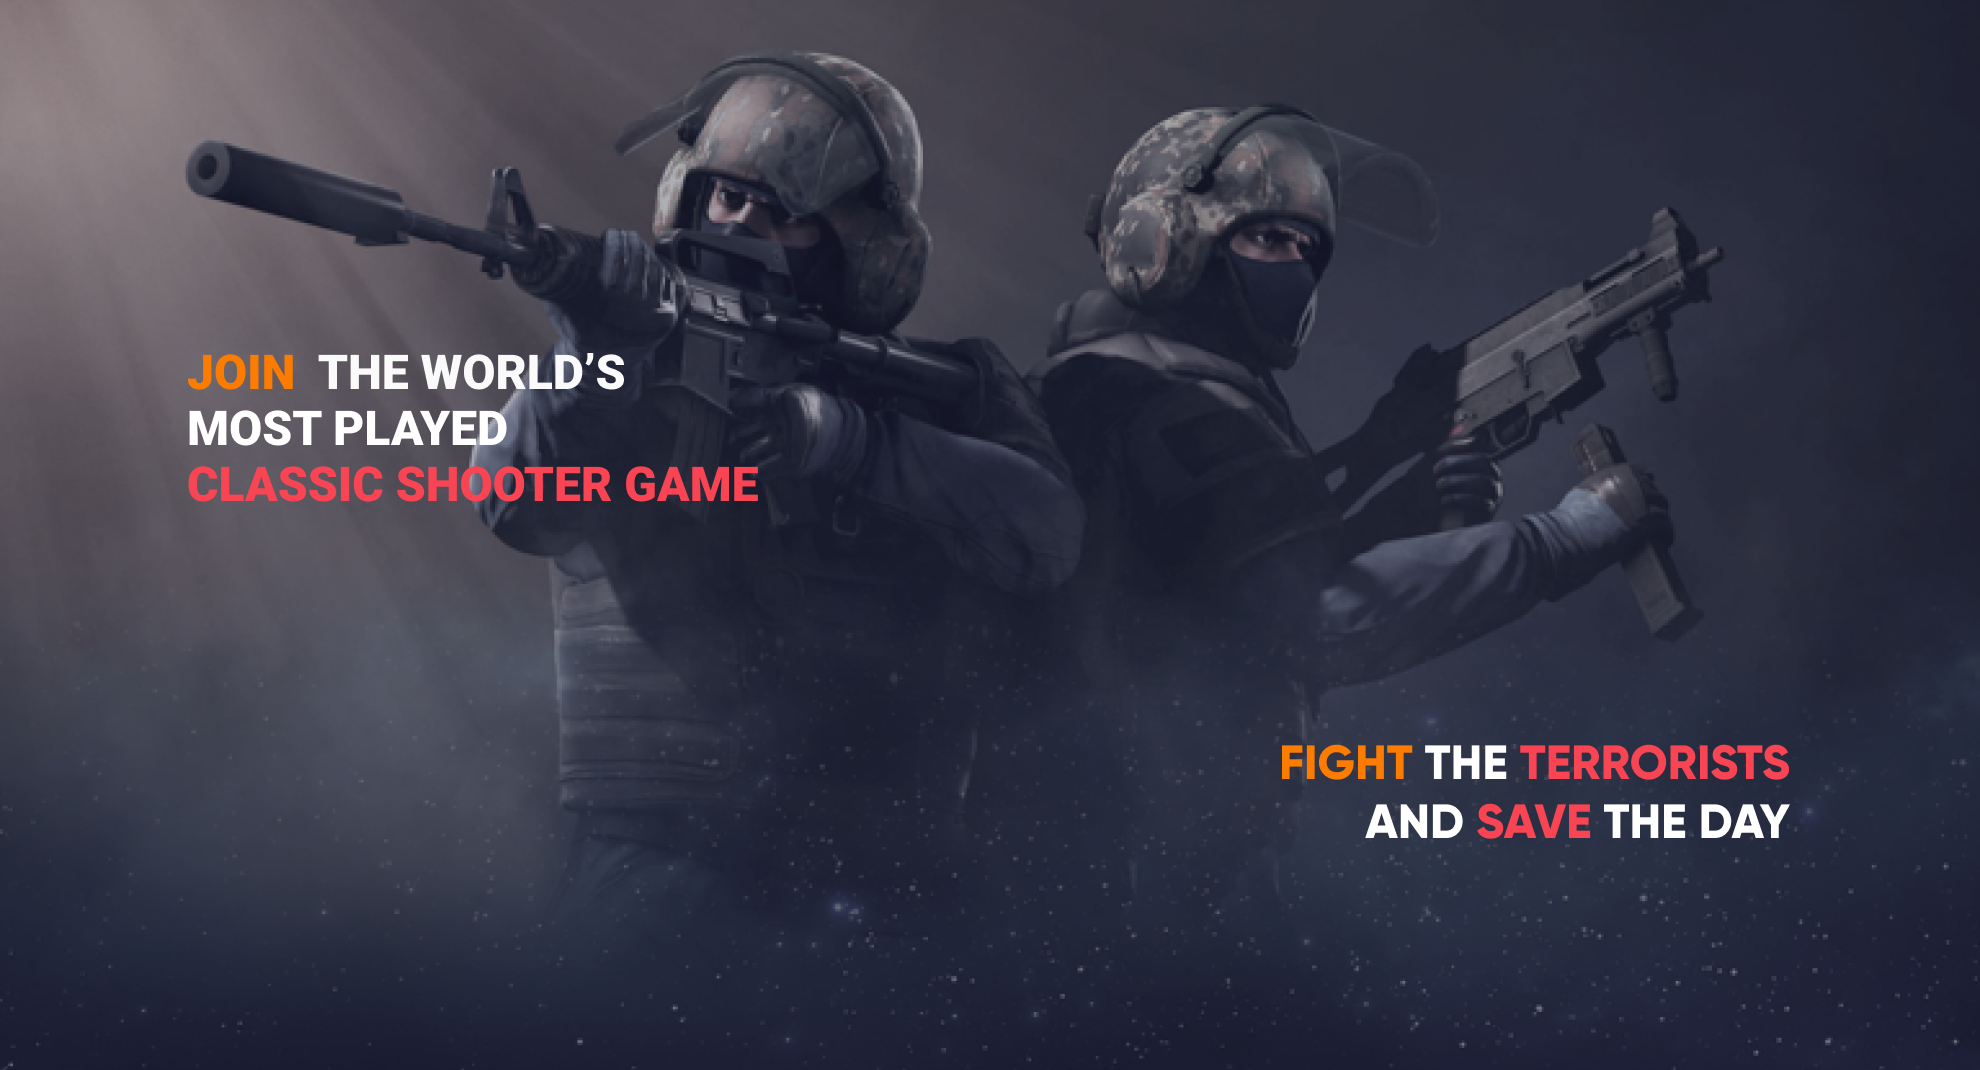 JOIN THE WORLD’S
MOST PLAYED
CLASSIC SHOOTER GAME
FIGHT THE TERRORISTS
AND SAVE THE DAY